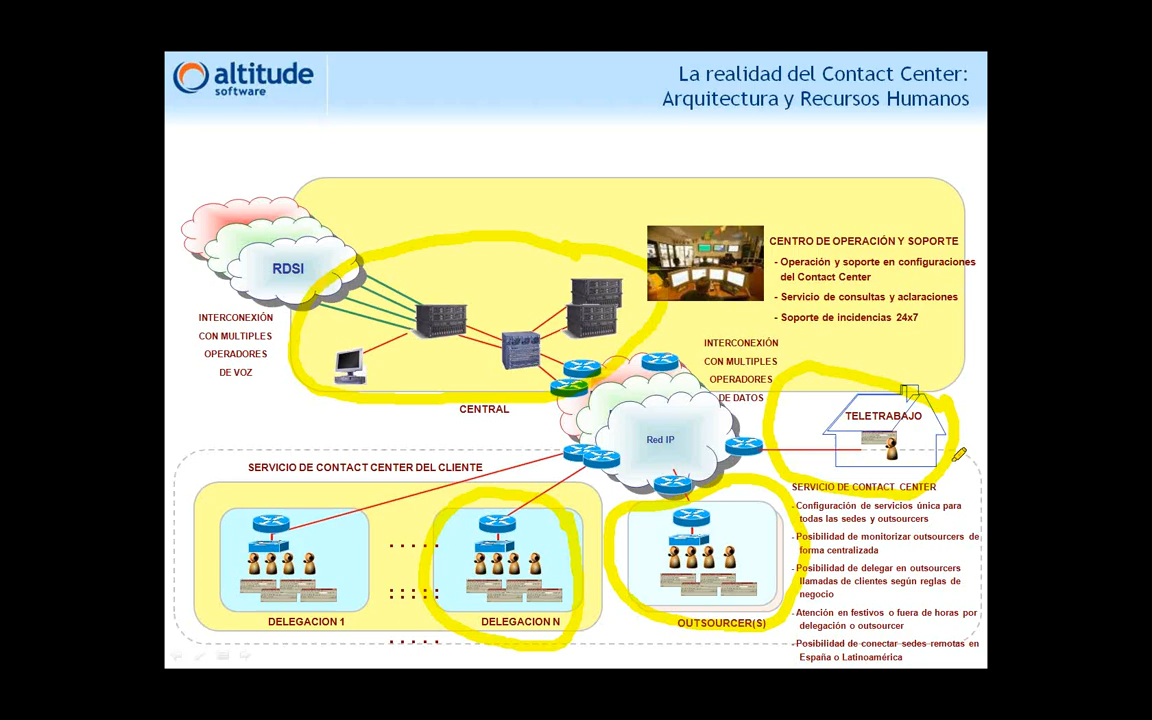 altitude
software
La realidad del Contact Center:
Arquitectura y Recursos Humanos
RDSI
INTERCONEXIÓN
CON MULTIPLES
OPERADORES
DE VOZ
CENTRO DE OPERACIÓN Y SOPORTE
- Operación y soporte en configuraciones
del Contact Center
- Servicio de consultas y aclaraciones
- Soporte de incidencias 24x7
INTERCONEXIÓN
CON MULTIPLES
OPERADORES
DE DATOS
CENTRAL
Red IP
TELETRABAJO
SERVICIO DE CONTACT CENTER DEL CLIENTE
DELEGACION 1
DELEGACION N
OUTSOURCER(S)
SERVICIO DE CONTACT CENTER
- Configuración de servicios única para
todas las sedes y outsourcers
- Posibilidad de monitorizar outsourcers de
forma centralizada
- Posibilidad de delegar en outsourcers
llamadas de clientes según reglas de
negocio
- Atención en festivos o fuera de horas por
delegación o outsourcer
- Posibilidad de conectar sedes remotas en
España o Latinoamérica